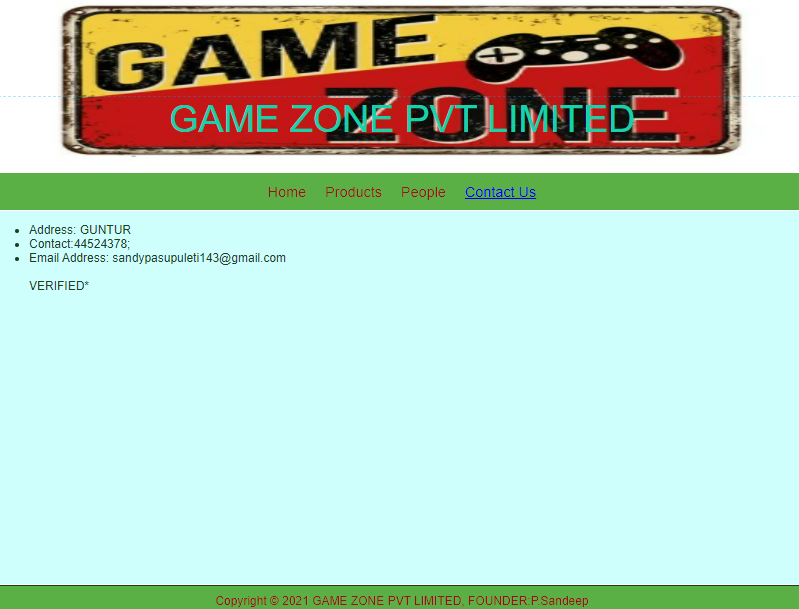 GAME
ZONE
GAME ZONE PVT LIMITED
Home Products People Contact Us
Address: GUNTUR
Contact:44524378;
Email Address: sandypasupuleti143@gmail.com
VERIFIED*
Copyright © 2021 GAME ZONE PVT LIMITED, FOUNDER:P.Sandeep